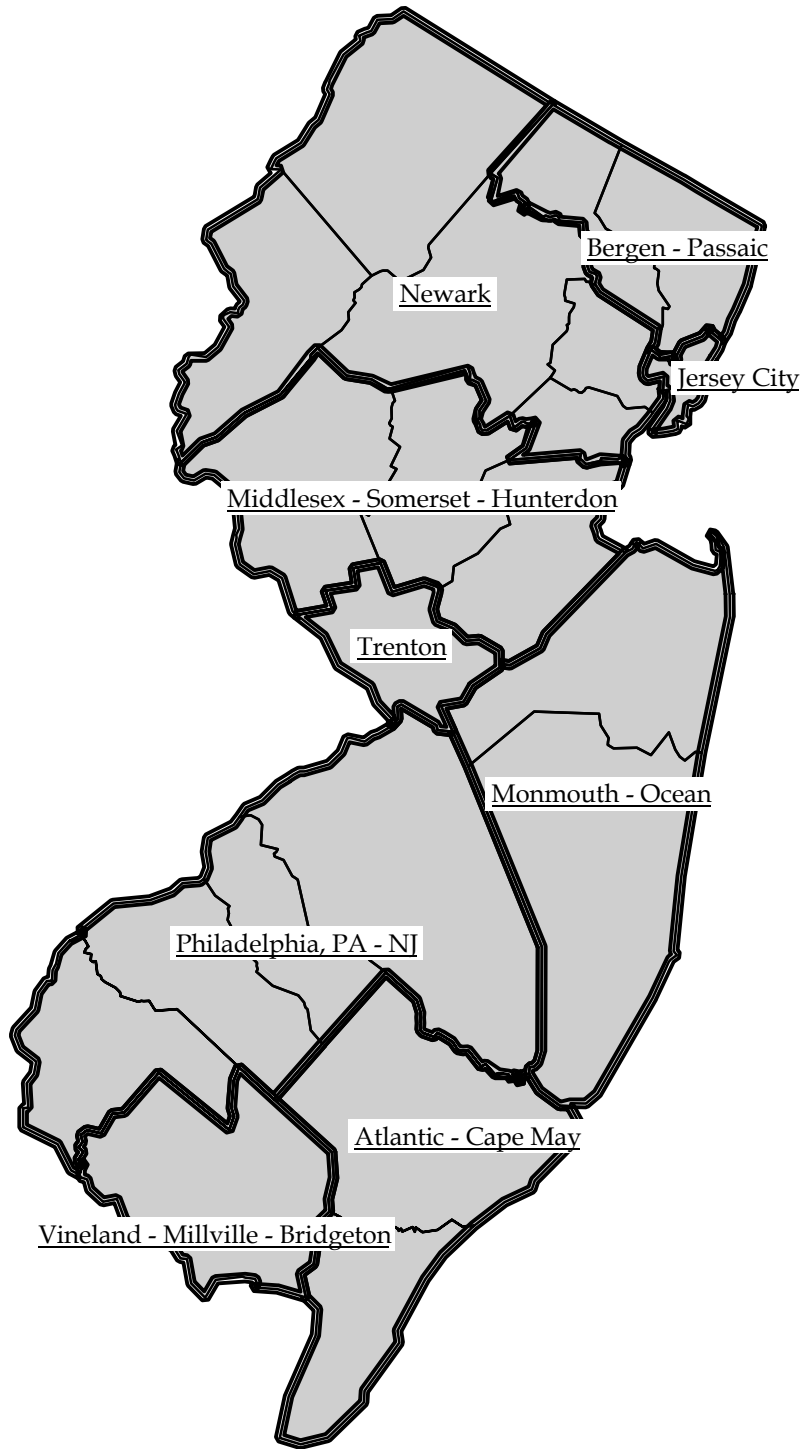 Bergen - Passaic
Newark
Jersey City
Middlesex - Somerset - Hunterdon
Trenton
Monmouth - Ocean
Philadelphia, PA - NJ
Atlantic - Cape May
Vineland - Millville - Bridgeton